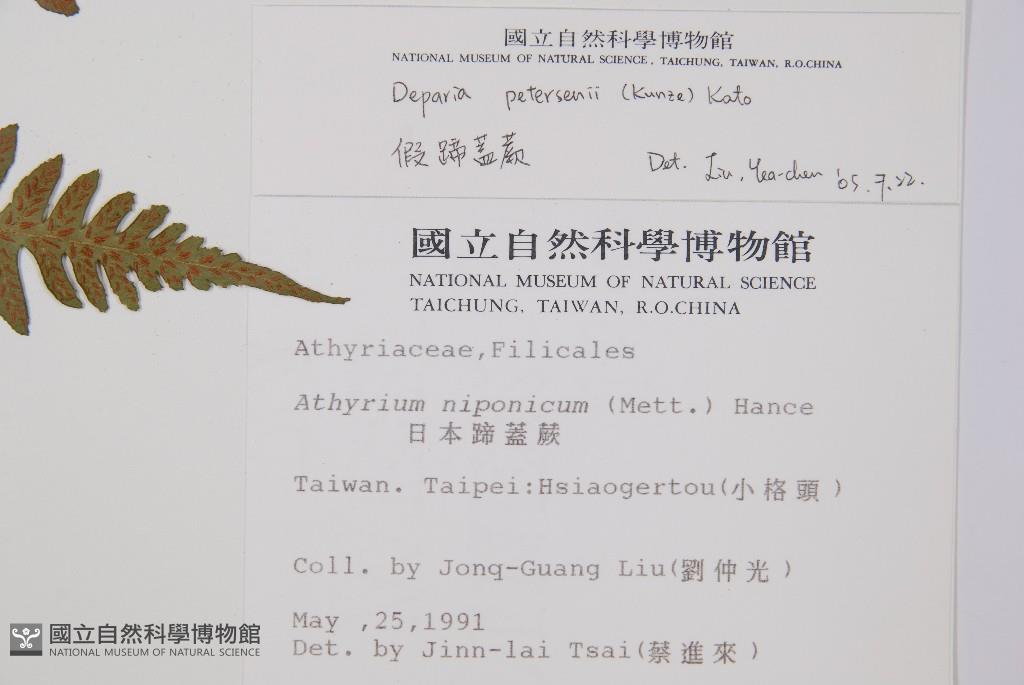 國立自然科學博物館
NATIONAL MUSEUM OF NATURAL SCIENCE, TAICHUNG, TAIWAN, R.O.CHINA
Deparia petersenii (Kunze) Kato
假蹄蓋蕨
Det. Liu, Yea-chen '05.7.22.
國立自然科學博物館
NATIONAL MUSEUM OF NATURAL SCIENCE
TAICHUNG, TAIWAN, R.O.CHINA
Athyriaceae,Filicales
Athyrium niponicum (Mett.) Hance
日本蹄蓋蕨
Taiwan. Taipei:Hsiaogertou(小格頭)
Coll. by Jonq-Guang Liu(劉仲光)
May ,25,1991
Det. by Jinn-lai Tsai(蔡進來)
國立自然科學博物館
NATIONAL MUSEUM OF NATURAL SCIENCE